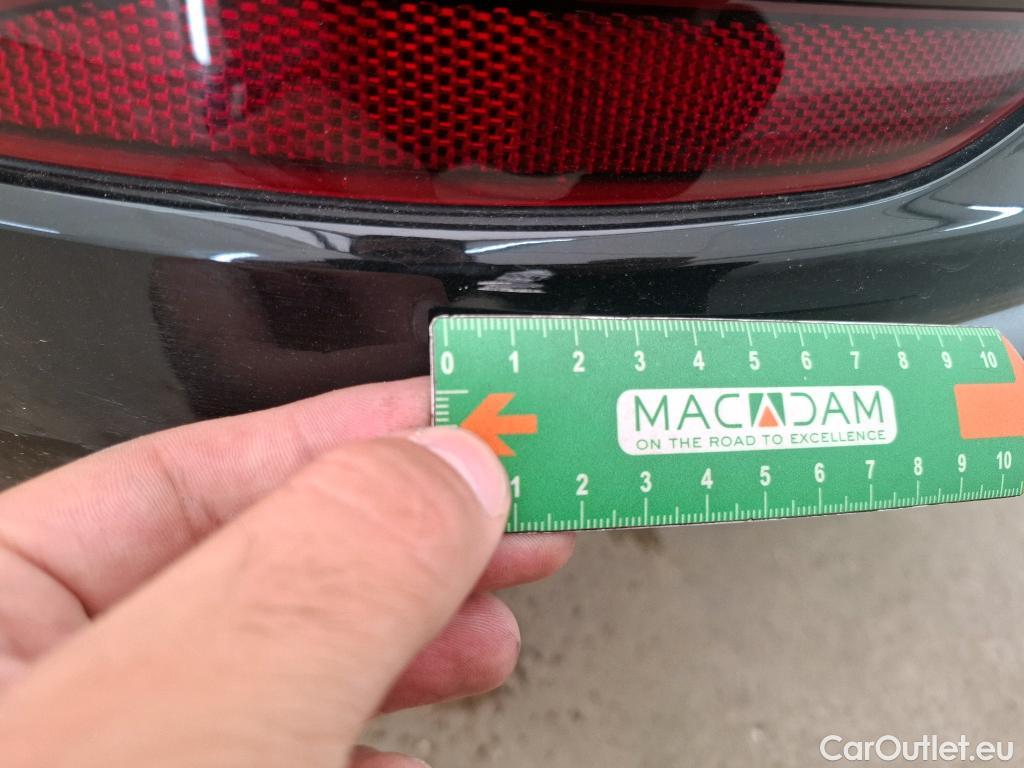 0 1 2 3 4 5 6 7 8 9 10
MACADAM
ON THE ROAD TO EXCELLENCE
1 2 3 4 5 6 7 8 9 10
CarOutlet.eu